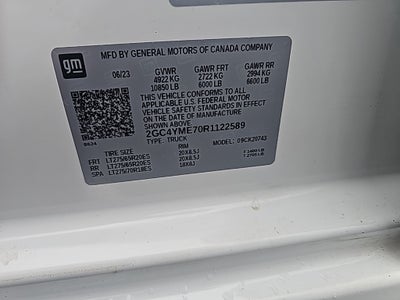 gm
MFD BY GENERAL MOTORS OF CANADA COMPANY
06/23 GVWR GAWR FRT GAWR RR
4922 KG 2722 KG 2994 KG
10850 LB 6000 LB 6600 LB
THIS VEHICLE CONFORMS TO ALL
APPLICABLE U.S. FEDERAL MOTOR
VEHICLE SAFETY STANDARDS IN EFFECT ON
THE DATE OF MANUFACTURE SHOWN ABOVE.
2GC4YME70R1122589
TYPE: TRUCK MODEL: 09CK20743
TIRE SIZE RIM
FRT LT275/65R20ES 20X8.5J
RR LT275/65R20ES 20X8.5J
SPA LT275/70R18ES 18X8J